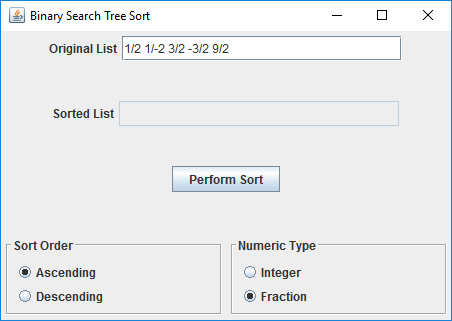 Binary Search Tree Sort
Original List 1/2 1/-2 3/2 -3/2 9/2
Sorted List
Perform Sort
Sort Order Numeric Type
Ascending Integer
Descending Fraction